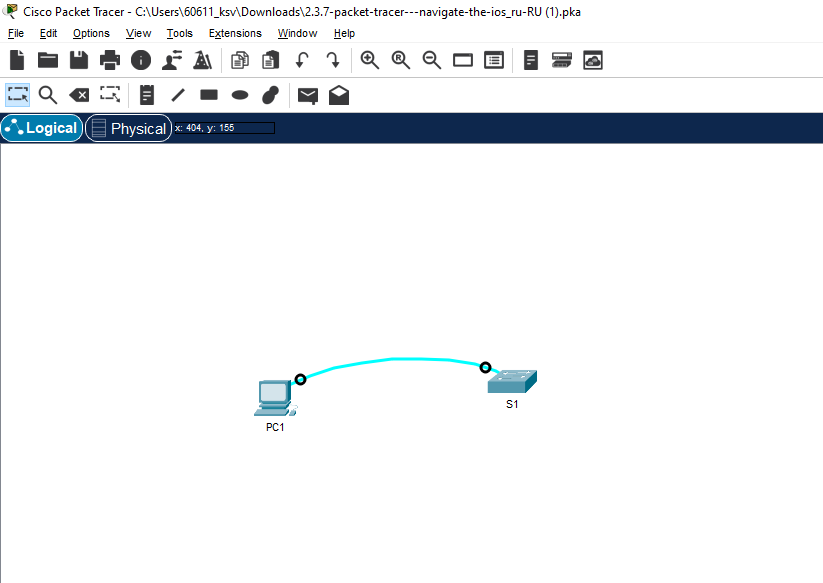 Cisco Packet Tracer - C:\Users\60611_ksv\Downloads\2.3.7-packet-tracer---navigate-the-ios_ru-RU (1).pka
File Edit Options View Tools Extensions Window Help
Logical Physical x: 404, y: 155
S1
PC1